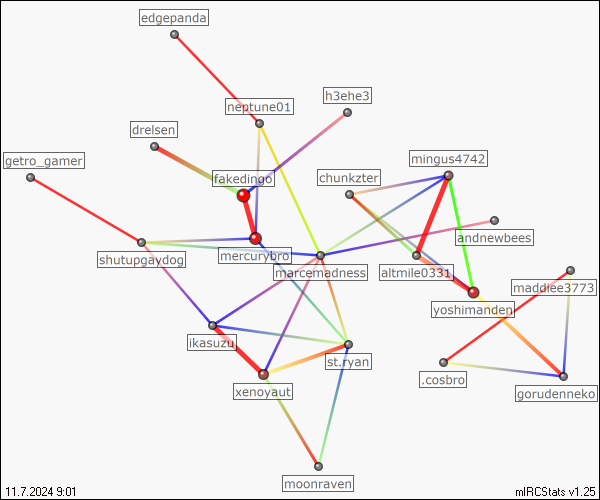 edgepanda
h3ehe3
neptune01
drelsen
getro_gamer
mingus4742
fakedingo
chunkzter
andnewbees
shutupgaydog
mercurybro
marcemadness
altmile0331
maddiee3773
yoshimanden
ikasuzu
st.ryan
.cosbro
xenoyaut
gorudenneko
moonraven
11.7.2024 9:01
mIRCStats v1.25